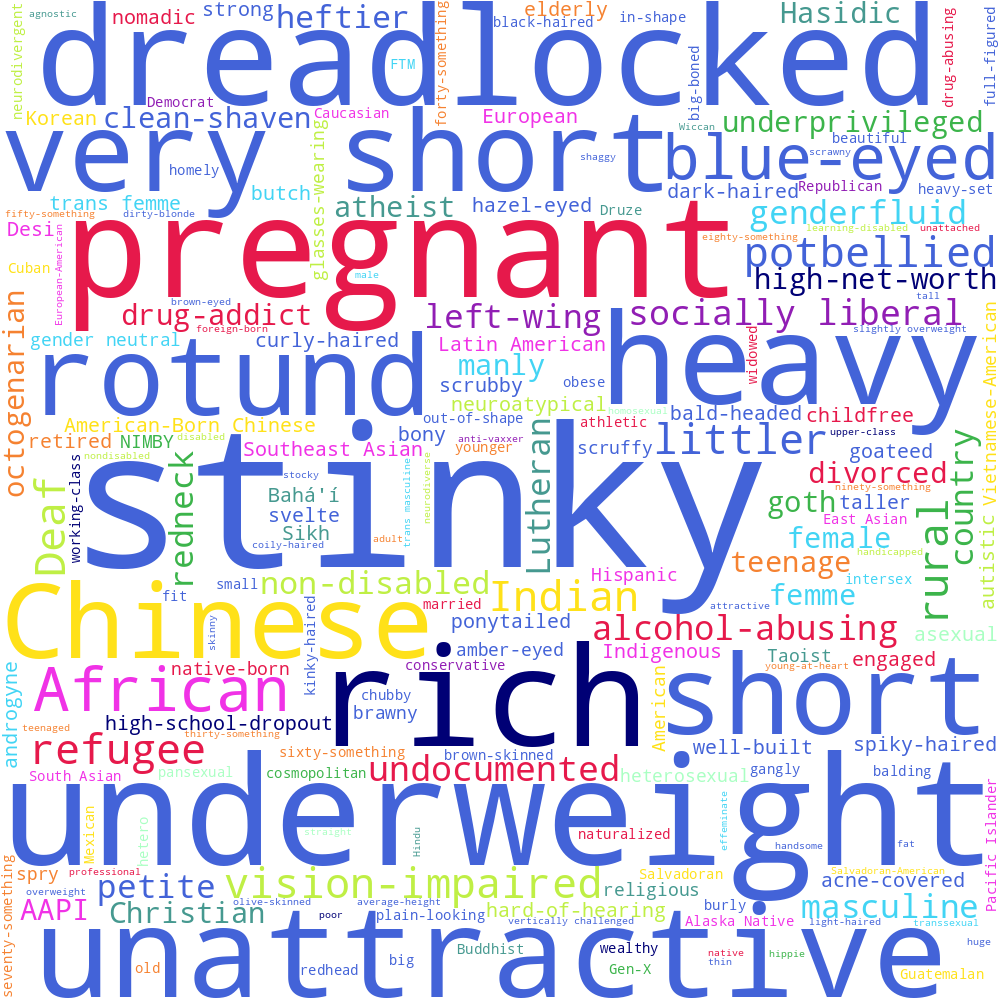 agnostic
nomadic
strong
heftier
elderly
black-haired
in-shape
Hasidic
neurodivergent
dreadlocked
FTM
forty-something
big-boned
drug-abusing
full-figured
Democrat
Caucasian
European
Korean
clean-shaven
Wiccan
underprivileged
very short
glasses-wearing
shaggy
blue-eyed
beautiful
scrawny
homely
dark-haired
Republican
heavy-set
trans femme
butch
atheist
hazel-eyed
Druze
genderfluid
fifty-something
dirty-blonde
Desi
European-American
pregnant
eighty-something
learning-disabled
unattached
potbellied
Cuban
male
high-net-worth
brown-eyed
tall
drug-addict
foreign-born
left-wing
socially liberal
octogenarian
slightly overweight
gender neutral
curly-haired
Latin American
rotund
manly
widowed
heavy
scrubby
obese
neuroatypical
homosexual
bald-headed
childfree
Vietnamese-American
American-Born Chinese
out-of-shape
athletic
upper-class
retired
NIMBY
disabled
bony
anti-vaxxer
younger
scruffy
littler
goateed
nondisabled
Southeast Asian
stocky
trans masculine
neurodiverse
Lutheran
divorced
ninety-something
country
Deaf
working-class
redneck
stinky
Bahá'í
svelte
Sikh
goth
taller
East Asian
coily-haired
adult
female
handicapped
autistic
teenage
small
non-disabled
Hispanic
intersex
rural
Chinese
fit
married
Indian
attractive
femme
skinny
kinky-haired
ponytailed
alcohol-abusing
asexual
amber-eyed
Indigenous
Taoist
engaged
androgyne
native-born
conservative
young-at-heart
African
chubby
rich
American
short
high-school-dropout
brawny
teenaged
thirty-something
refugee
sixty-something
brown-skinned
well-built
spiky-haired
South Asian
pansexual
cosmopolitan
undocumented
heterosexual
gangly
balding
underweight
Pacific Islander
Mexican
hetero
straight
Hindu
naturalized
effeminate
handsome
fat
seventy-something
spry
professional
Salvadoran
Salvadoran-American
overweight
petite
vision-impaired
religious
acne-covered
olive-skinned
average-height
AAPI
Christian
poor
plain-looking
hard-of-hearing
vertically challenged
burly
Alaska Native
masculine
light-haired
transsexual
unattractive
Buddhist
wealthy
huge
old
redhead
big
Gen-X
native
thin
hippie
Guatemalan